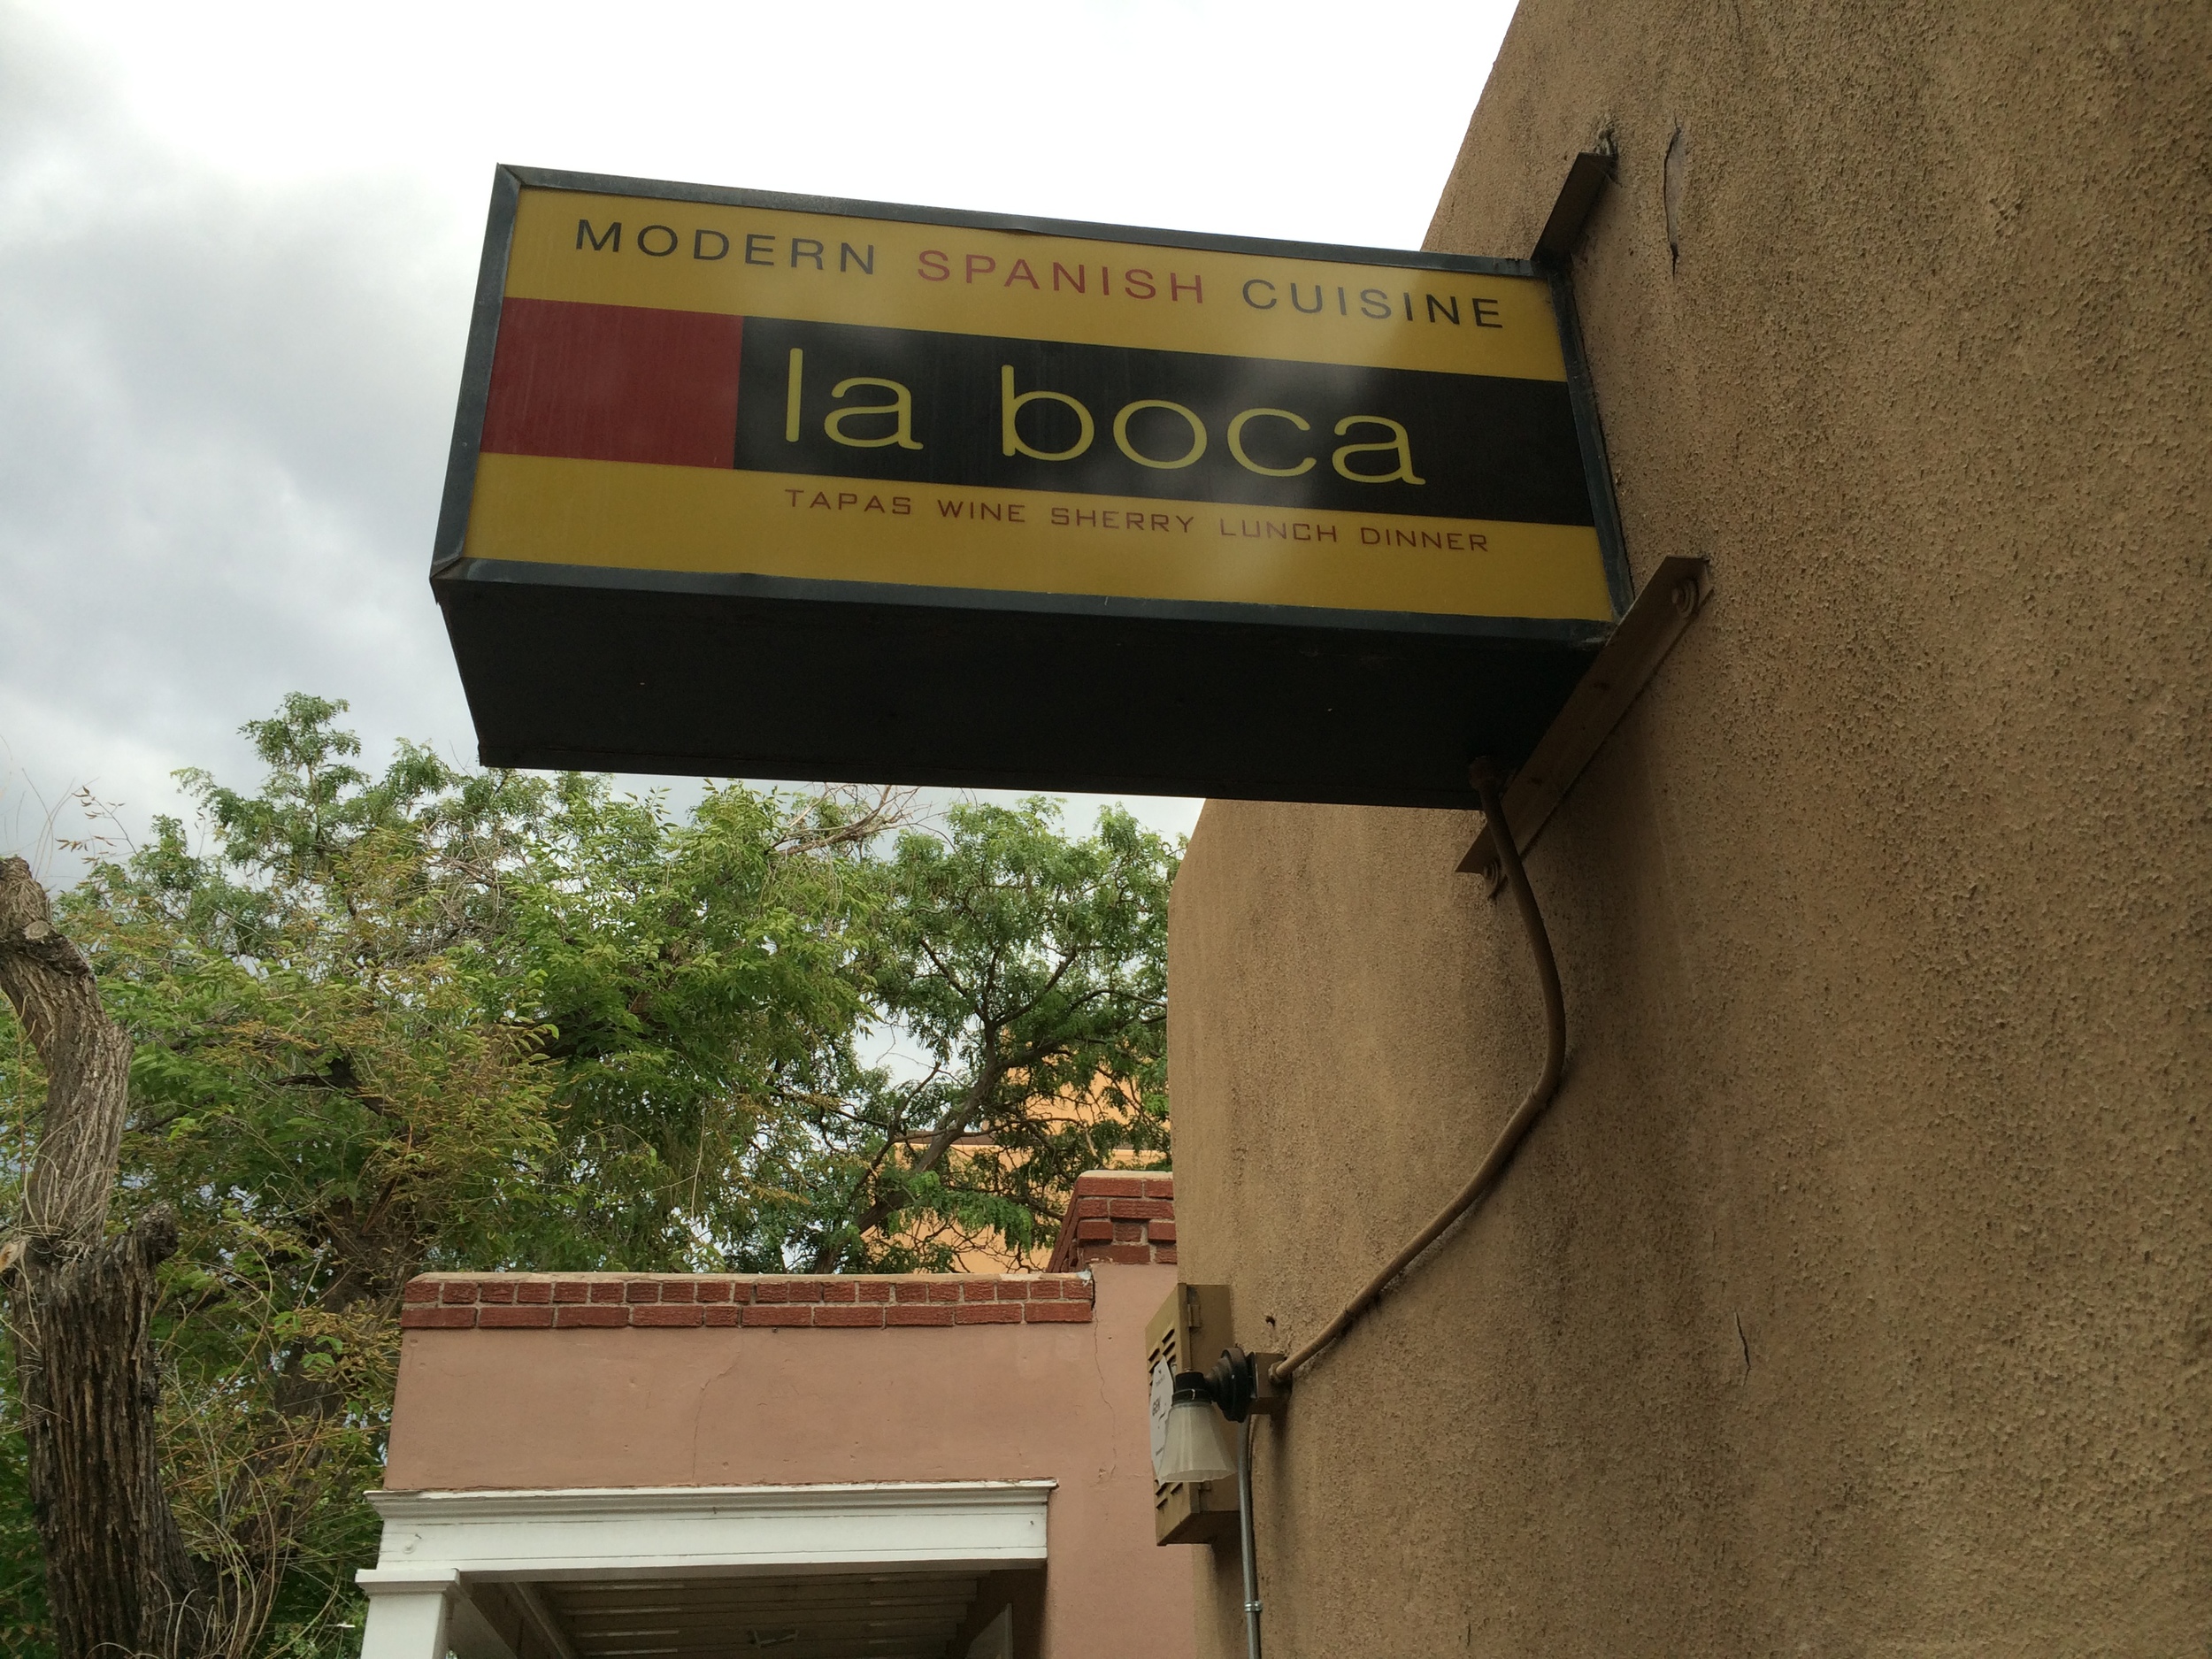 MODERN SPANISH CUISINE
la boca
TAPAS WINE SHERRY LUNCH DINNER